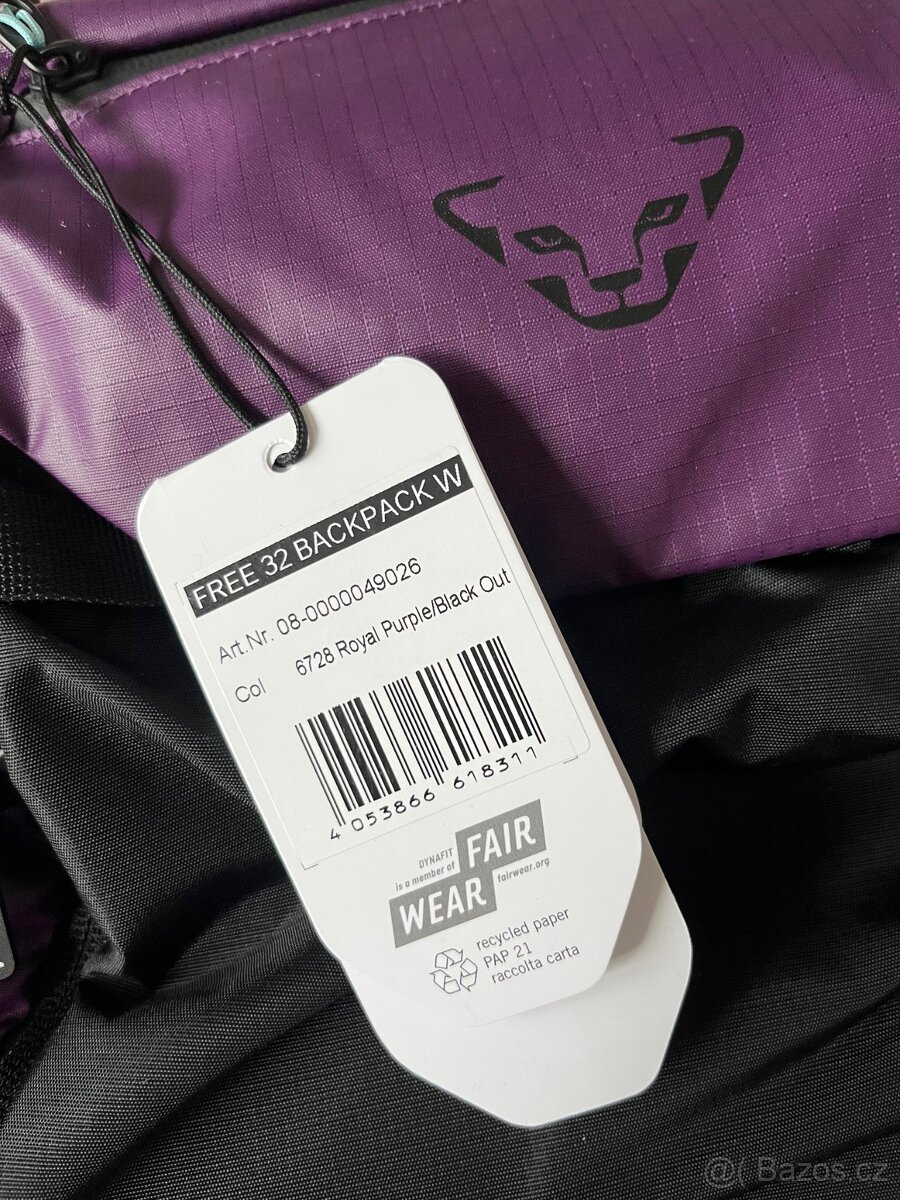 FREE 32 BACKPACK W
Art.Nr. 08-0000049026
Col 6728 Royal Purple/Black Out
4 053866 618311
DYNAFIT
is a member of
FAIR
WEAR
fairwear.org
recycled paper
PAP 21
raccolta carta
@( Bazos.cz